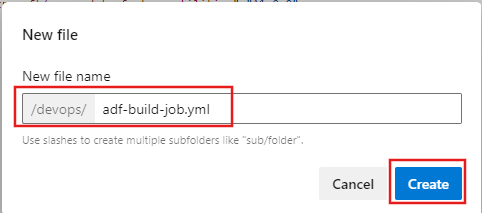 New file
New file name
/devops/ adf-build-job.yml
Use slashes to create multiple subfolders like "sub/folder".
Cancel Create